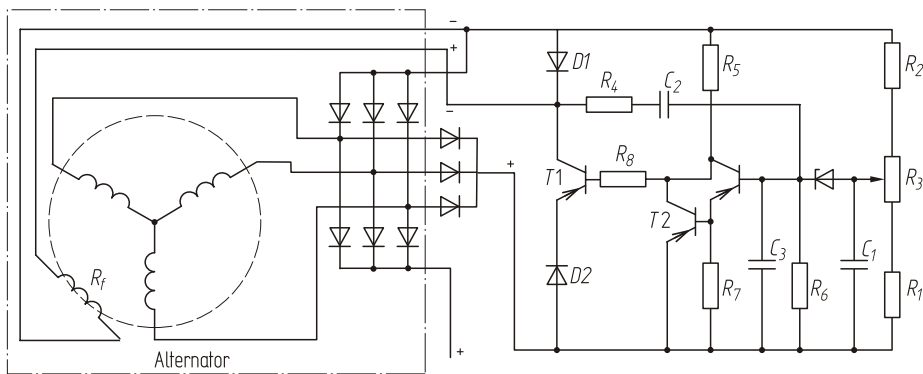 −
+
−
D1
R4
C2
R5
R2
+
T1
R8
R3
T2
C3
C1
D2
R7
R6
R1
Rf
Alternator
+